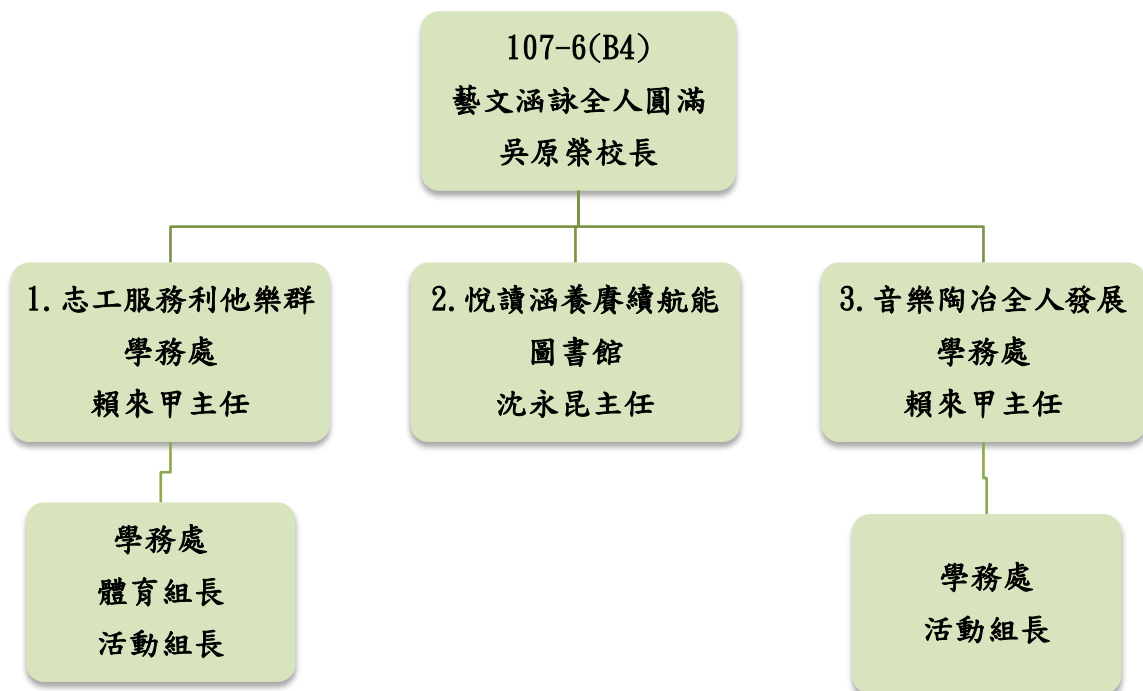 107-6(B4)
藝文涵詠全人圓滿
吳原榮校長
1.志工服務利他樂群
學務處
賴來甲主任
2.悅讀涵養賡續航能
圖書館
沈永昆主任
3.音樂陶冶全人發展
學務處
賴來甲主任
學務處
體育組長
活動組長
學務處
活動組長